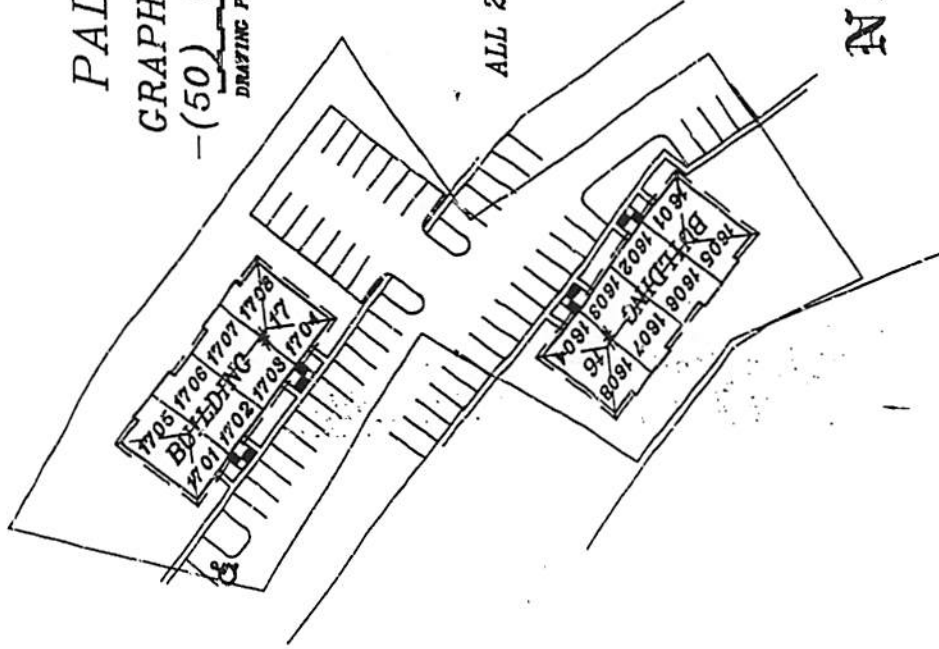 PAL
GRAPH
-(50)
DRAWING
ALL 2
N
1705 1706 1707 1708
BUILDING # 17
1701 1702 1703 1704
1604 1603 1602 1601
BUILDING # 16
1608 1607 1606 1605